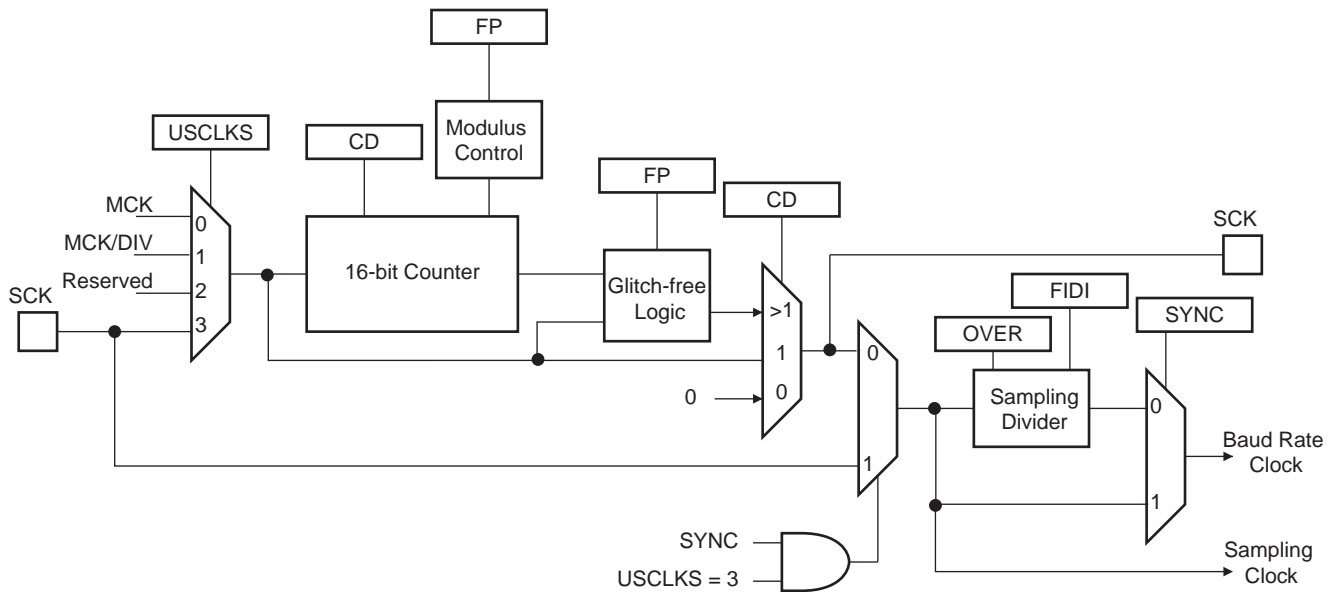 FP
USCLKS
CD
Modulus
Control
FP
CD
MCK
0
MCK/DIV
1
Reserved
2
SCK
3
16-bit Counter
Glitch-free
Logic
>1
1
0
0
SCK
FIDI
OVER
SYNC
0
Sampling
Divider
0
1
1
Baud Rate
Clock
SYNC
USCLKS = 3
Sampling
Clock